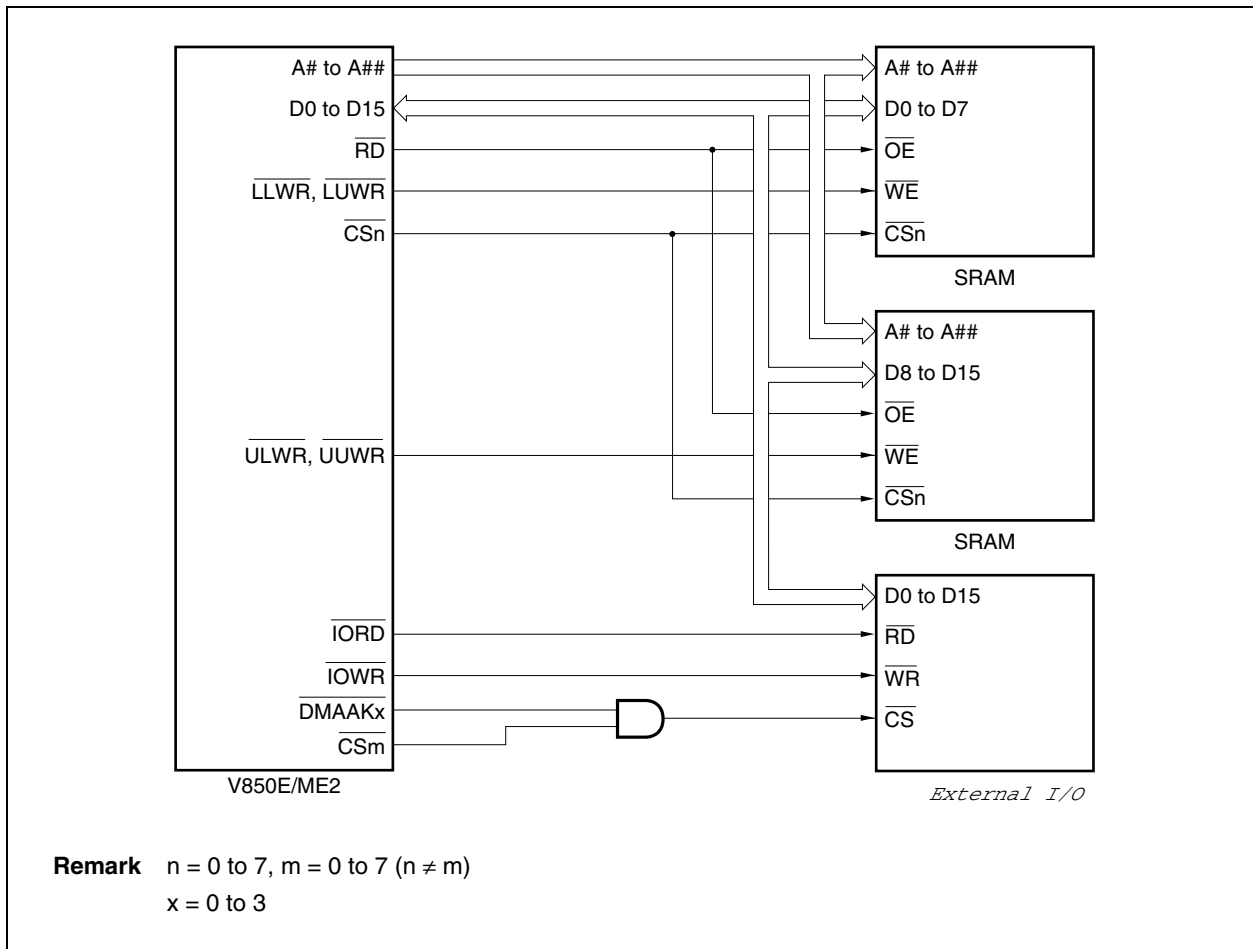 A# to A##
D0 to D15
RD
LLWR, LUWR
CSn
ULWR, UUWR
IORD
IOWR
DMAAKx
CSm
V850E/ME2
A# to A##
D0 to D7
OE
WE
CSn
SRAM
A# to A##
D8 to D15
OE
WE
CSn
SRAM
D0 to D15
RD
WR
CS
External I/O
Remark n = 0 to 7, m = 0 to 7 (n ≠ m)
x = 0 to 3